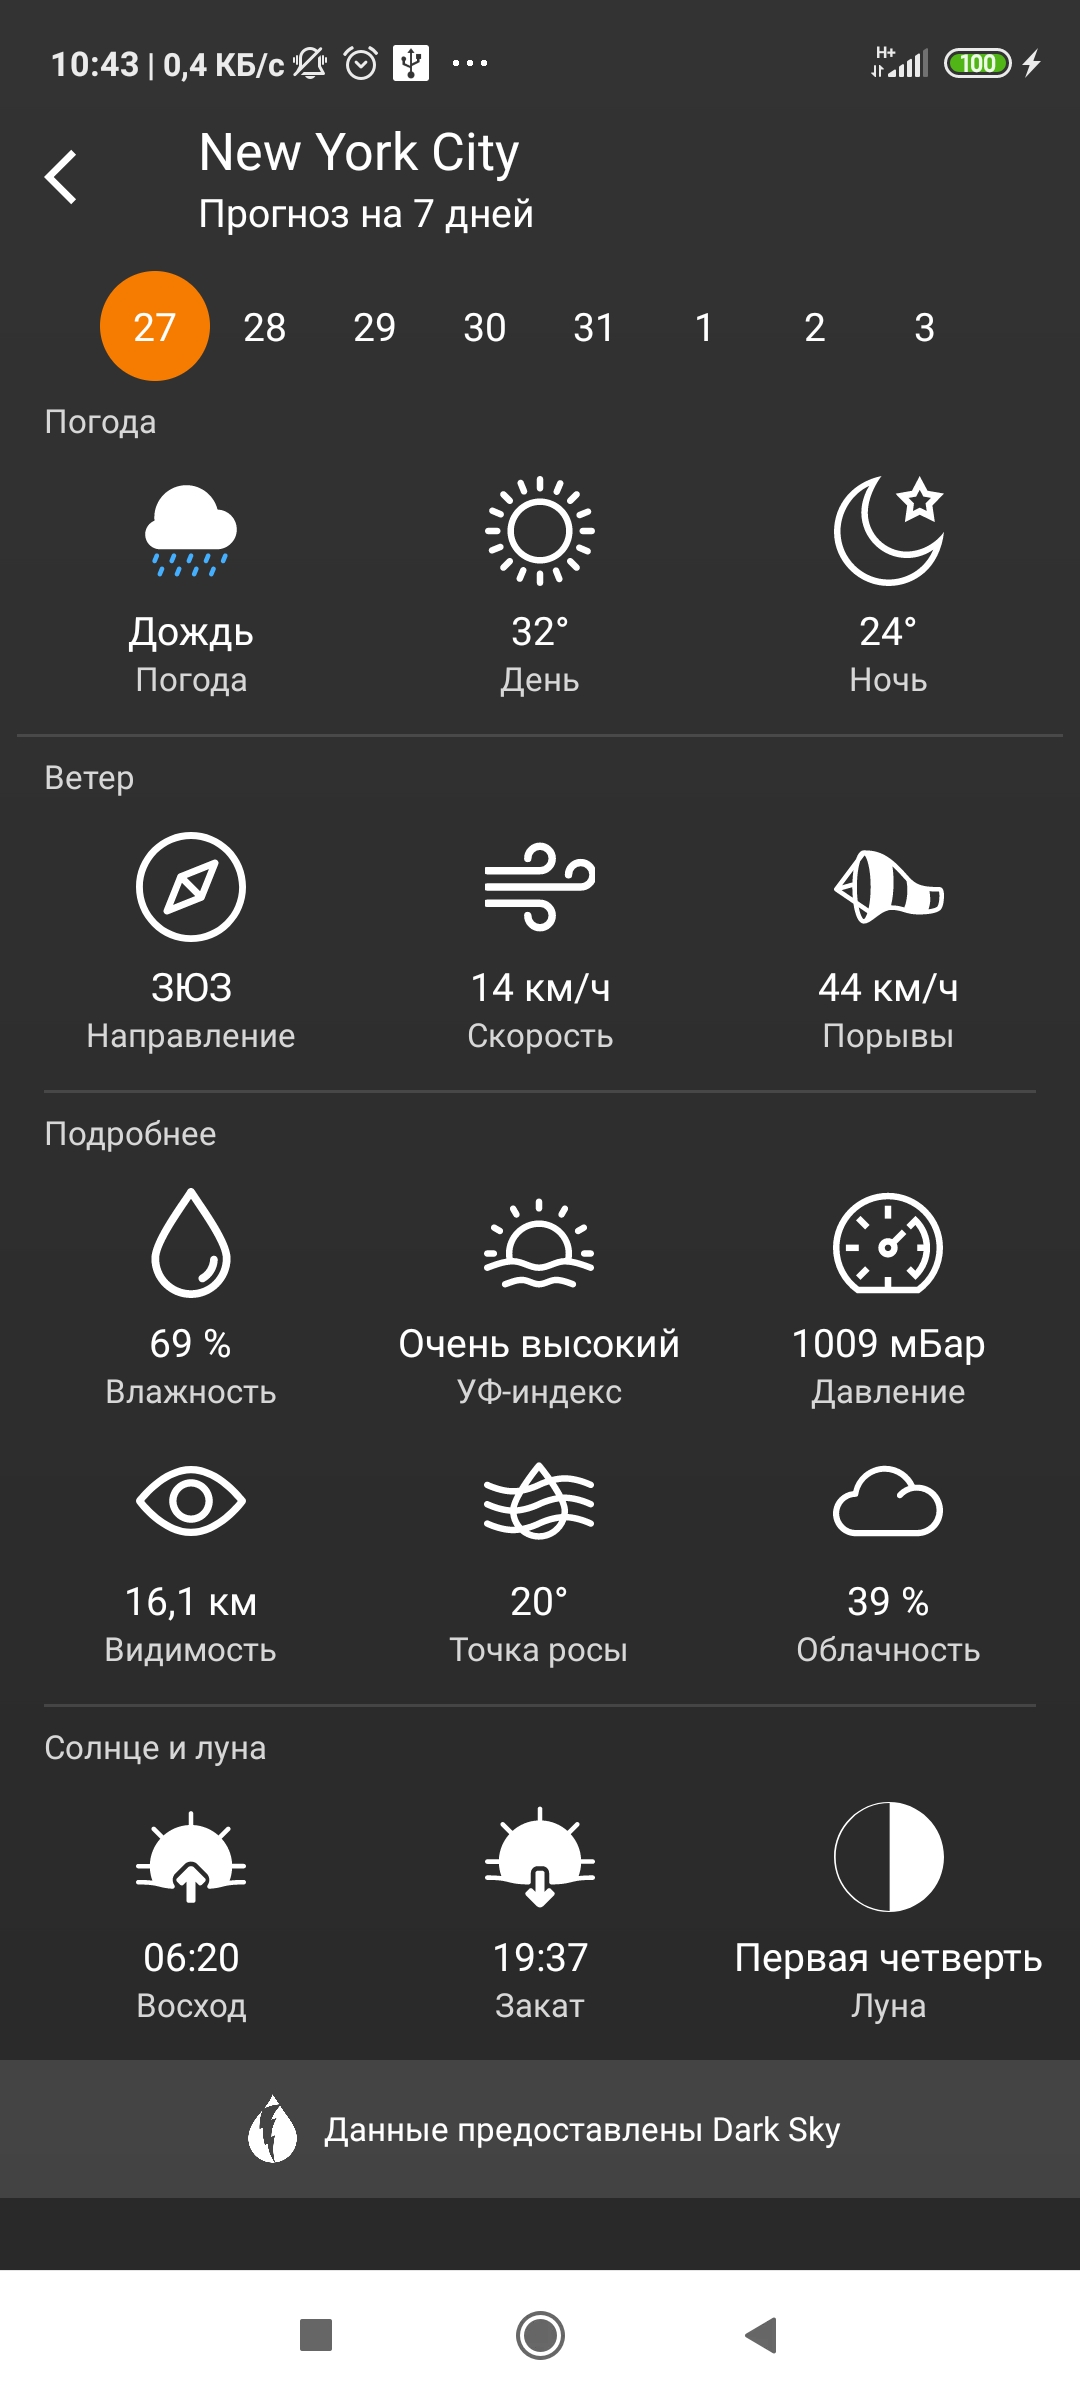 10:43 | 0,4 КБ/с ... H+ 100
New York City
Прогноз на 7 дней
27 28 29 30 31 1 2 3
Погода
Дождь 32° 24°
Погода День Ночь
Ветер
ЗЮЗ 14 км/ч 44 км/ч
Направление Скорость Порывы
Подробнее
69 % Очень высокий 1009 мБар
Влажность УФ-индекс Давление
16,1 км 20° 39 %
Видимость Точка росы Облачность
Солнце и луна
06:20 19:37 Первая четверть
Восход Закат Луна
Данные предоставлены Dark Sky